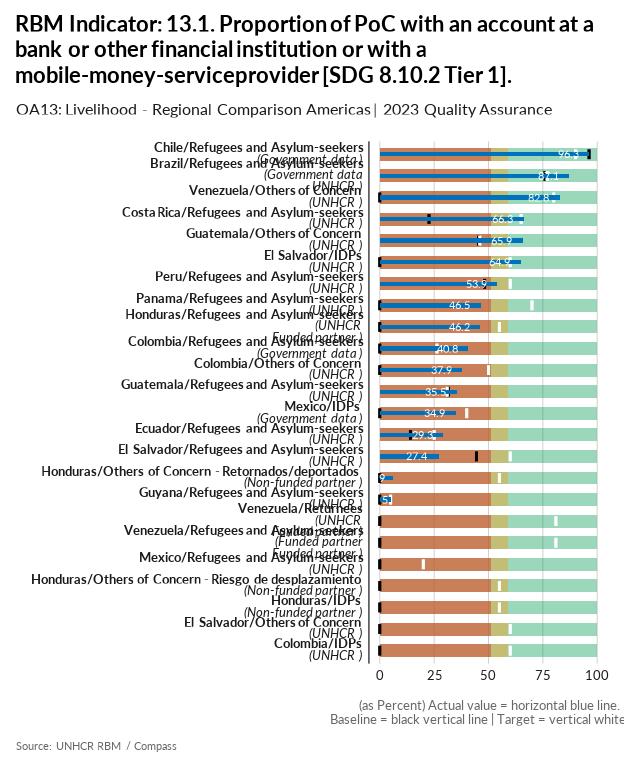 RBM Indicator: 13.1. Proportion of PoC with an account at a
bank or other financial institution or with a
mobile-money-serviceprovider [SDG 8.10.2 Tier 1].
OA13: Livelihood - Regional Comparison Americas | 2023 Quality Assurance
Chile/Refugees and Asylum-seekers
(Government data )
96.3
Brazil/Refugees and Asylum-seekers
(Government data
UNHCR )
87.1
Venezuela/Others of Concern
(UNHCR )
82.8
Costa Rica/Refugees and Asylum-seekers
(UNHCR )
66.3
Guatemala/Others of Concern
(UNHCR )
65.9
El Salvador/IDPs
(UNHCR )
64.9
Peru/Refugees and Asylum-seekers
(UNHCR )
53.9
Panama/Refugees and Asylum-seekers
(UNHCR )
46.5
Honduras/Refugees and Asylum-seekers
(UNHCR
Funded partner )
46.2
Colombia/Refugees and Asylum-seekers
(Government data )
40.8
Colombia/Others of Concern
(UNHCR )
37.9
Guatemala/Refugees and Asylum-seekers
(UNHCR )
35.5
Mexico/IDPs
(Government data )
34.9
Ecuador/Refugees and Asylum-seekers
(UNHCR )
29.3
El Salvador/Refugees and Asylum-seekers
(UNHCR )
27.4
Honduras/Others of Concern - Retornados/deportados
(Non-funded partner )
Guyana/Refugees and Asylum-seekers
(UNHCR )
Venezuela/Returnees
(UNHCR
Funded partner )
Venezuela/Refugees and Asylum-seekers
(Funded partner
Funded partner )
Mexico/Refugees and Asylum-seekers
(UNHCR )
Honduras/Others of Concern - Riesgo de desplazamiento
(Non-funded partner )
Honduras/IDPs
(Non-funded partner )
El Salvador/Others of Concern
(UNHCR )
Colombia/IDPs
(UNHCR )
0 25 50 75 100
(as Percent) Actual value = horizontal blue line.
Baseline = black vertical line | Target = vertical white
Source: UNHCR RBM / Compass